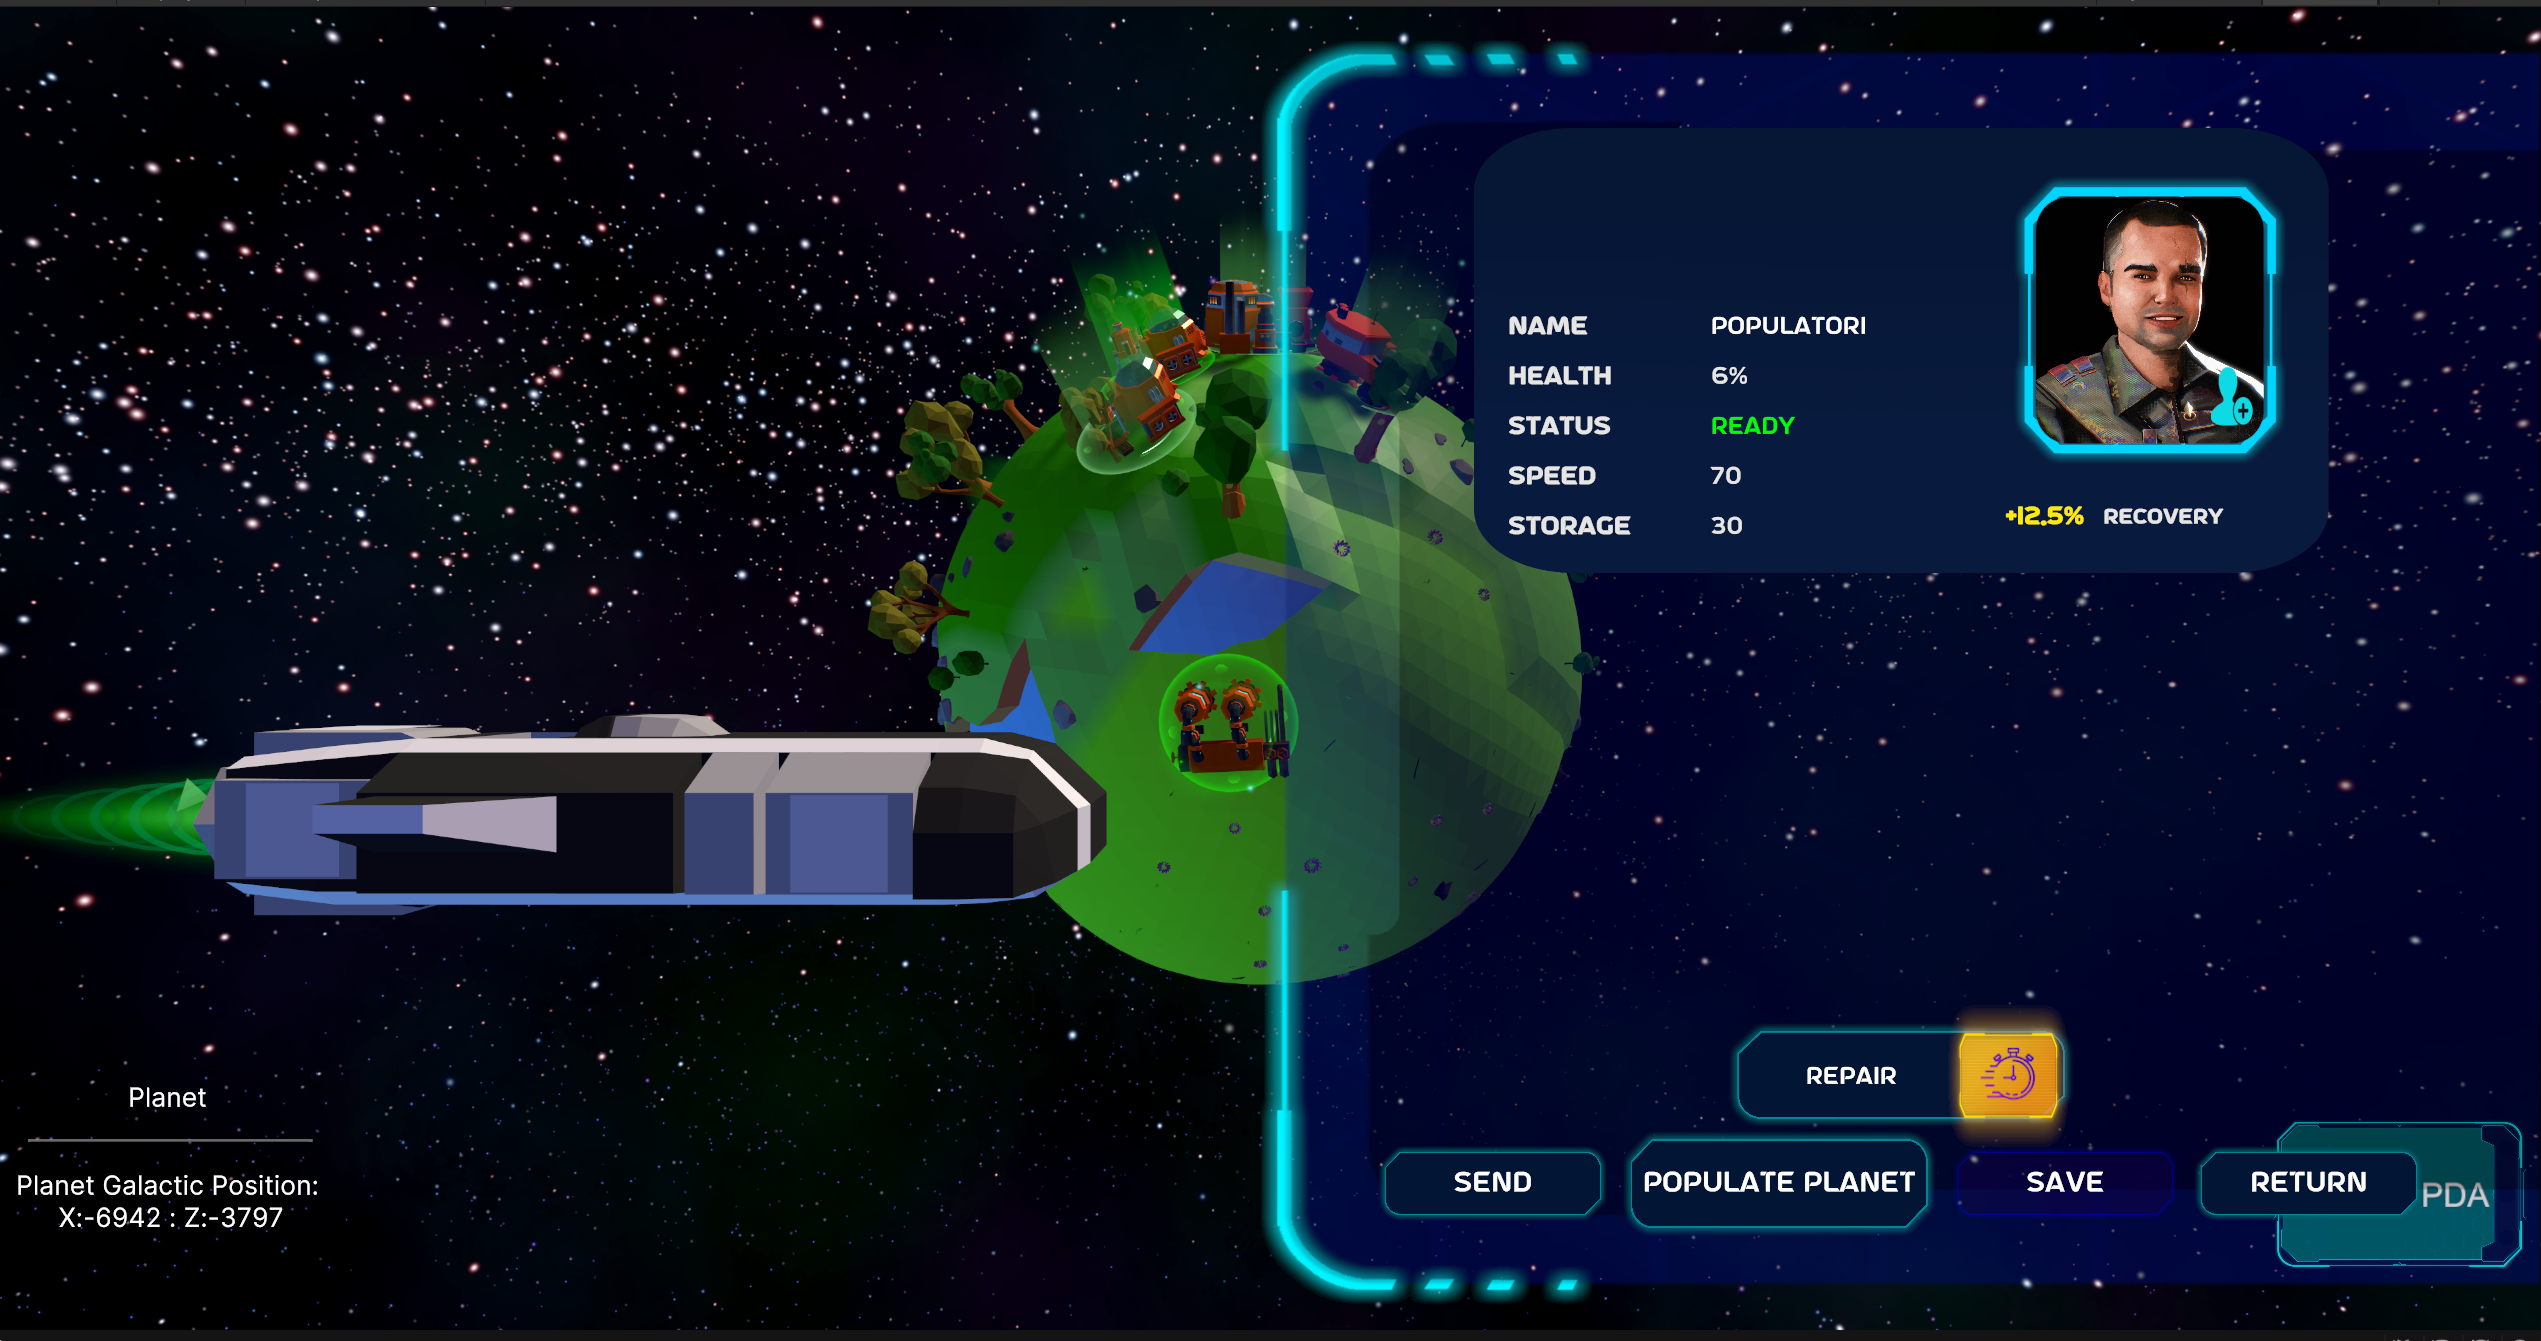 NAME POPULATORI
HEALTH 6%
STATUS READY
SPEED 70
STORAGE 30
+12.5% RECOVERY
REPAIR
SEND
POPULATE PLANET
SAVE
RETURN
PDA
Planet
Planet Galactic Position:
X:-6942 : Z:-3797